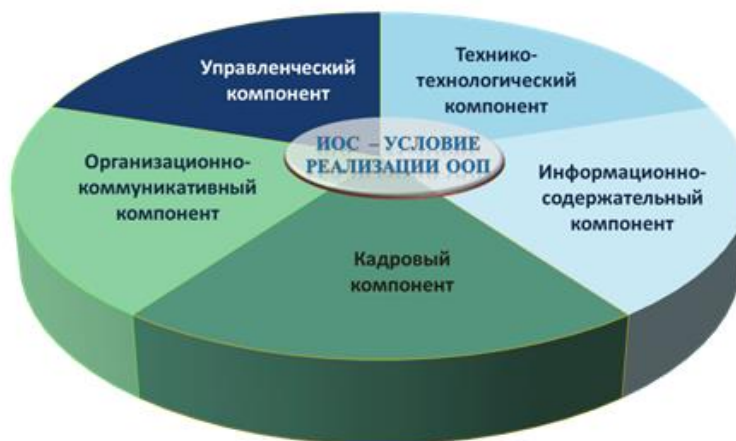 Управленческий
компонент
Технико-
технологический
компонент
ИОС – УСЛОВИЕ
РЕАЛИЗАЦИИ ООП
Организационно-
коммуникативный
компонент
Информационно-
содержательный
компонент
Кадровый
компонент